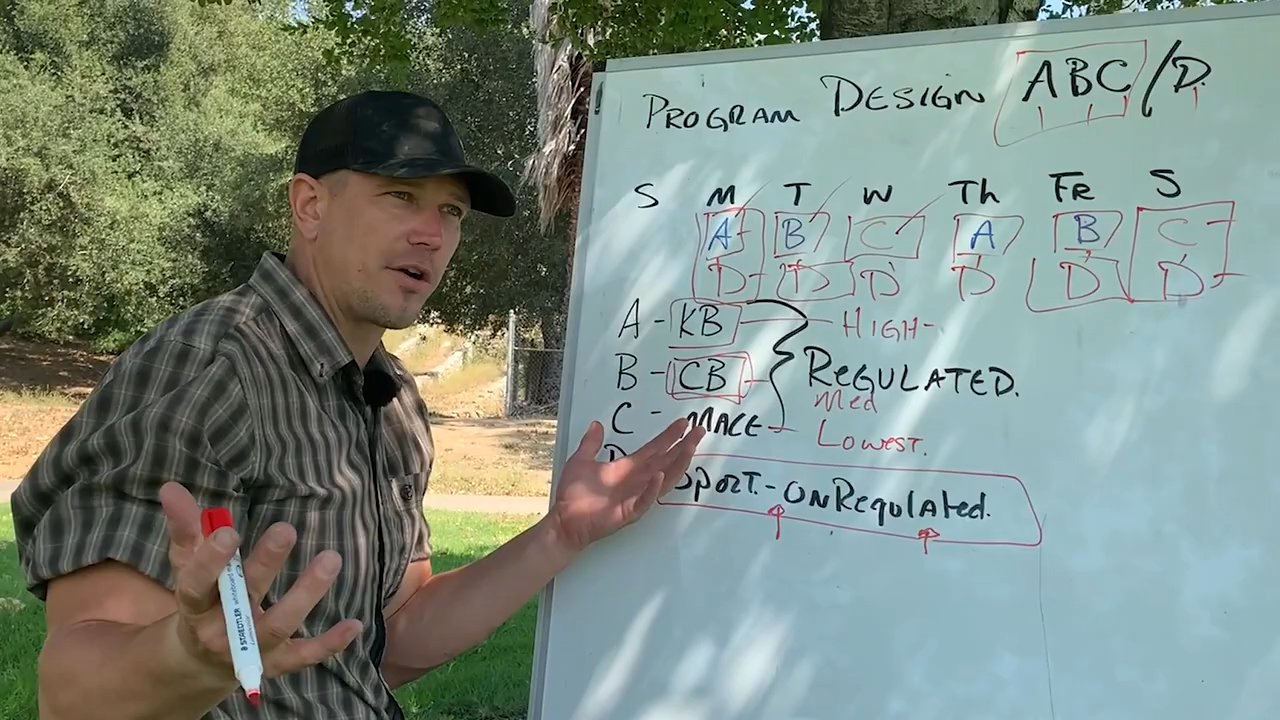 PROGRAM DESIGN ABC/D.
S M T W Th Fr S
A B C A B C
D D D D D D
A - KB HIGH-
B - CB REGULATED.
Med
C - MACE Lowest.
D
Sport. - UNRegulated.
STAEDTLER